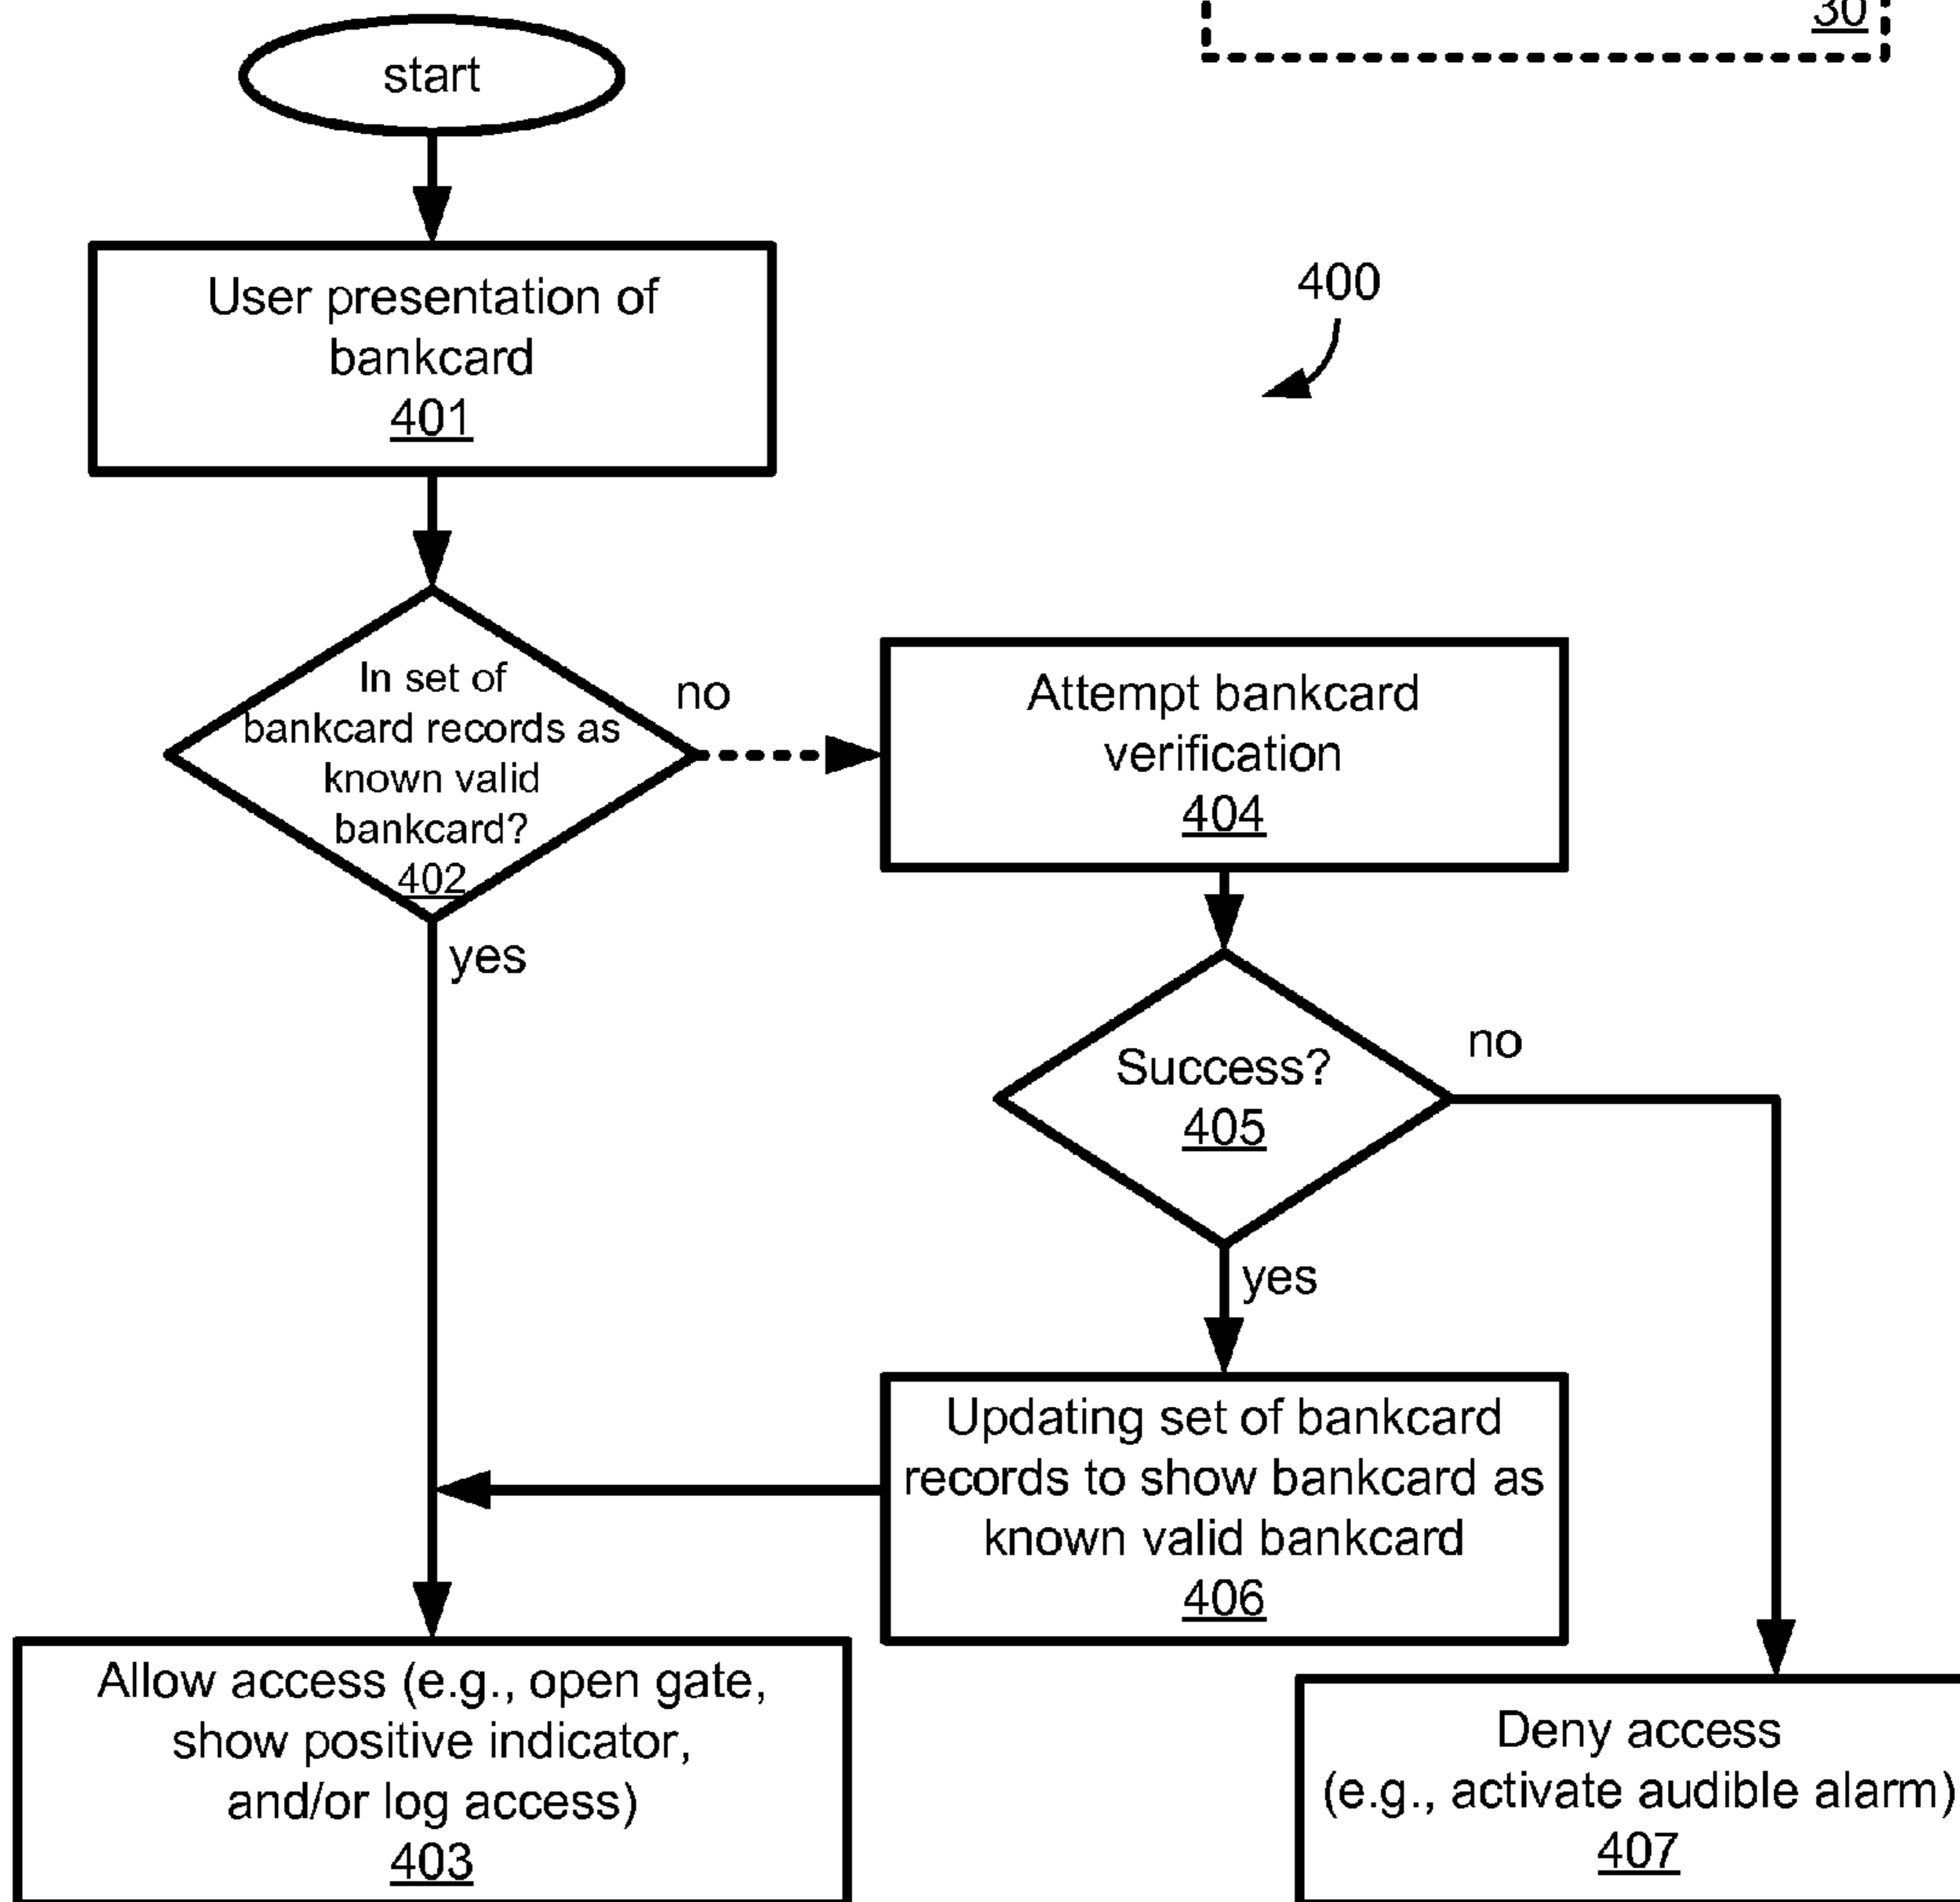 30
start
User presentation of
bankcard
401
400
In set of
bankcard records as
known valid
bankcard?
402
no
yes
Attempt bankcard
verification
404
Success?
405
no
yes
Updating set of bankcard
records to show bankcard as
known valid bankcard
406
Allow access (e.g., open gate,
show positive indicator,
and/or log access)
403
Deny access
(e.g., activate audible alarm)
407